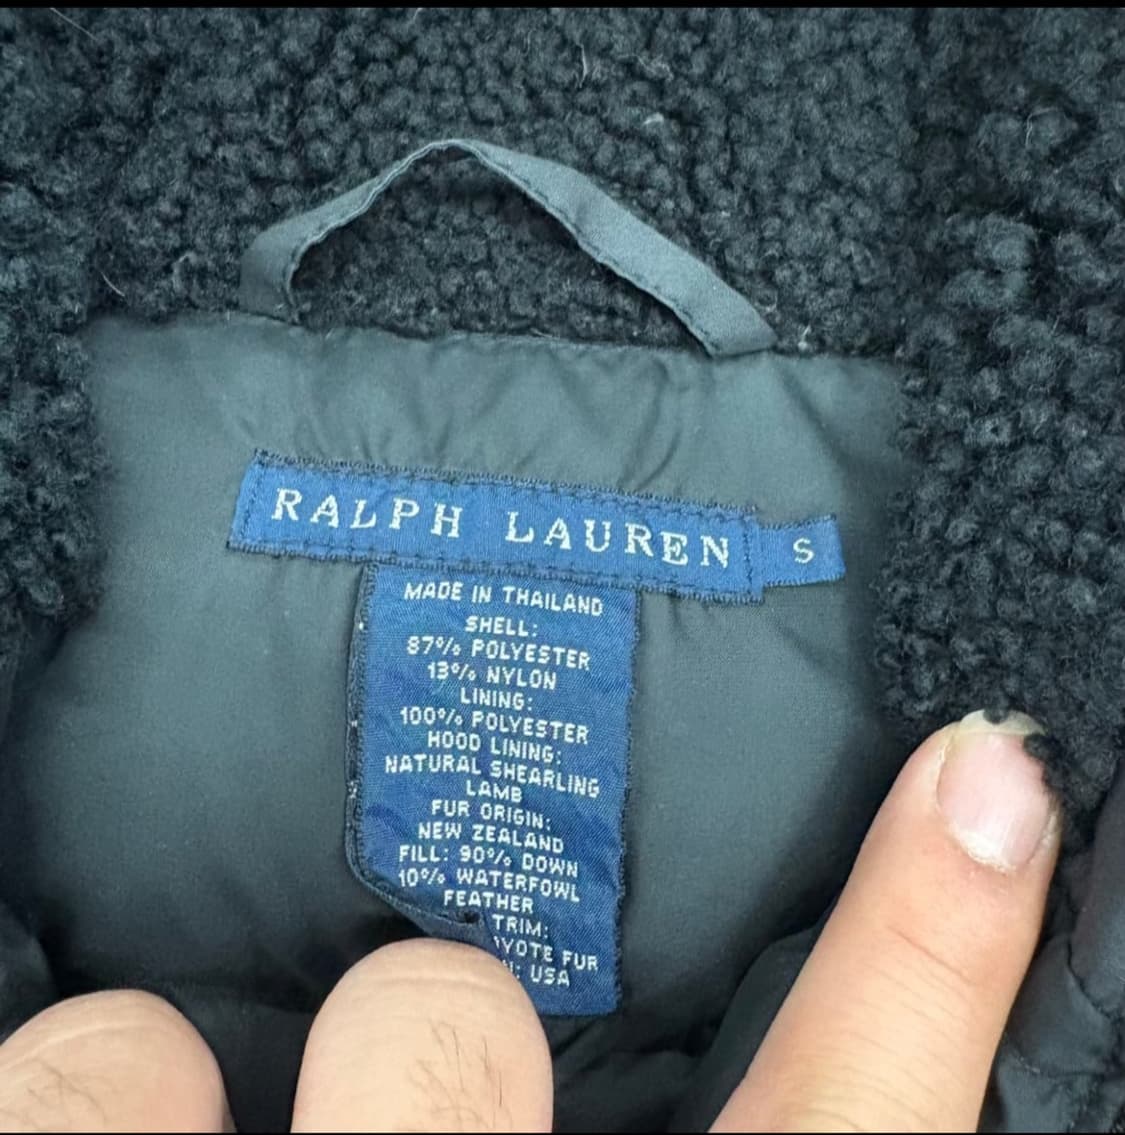 RALPH LAUREN S
MADE IN THAILAND
SHELL:
87% POLYESTER
13% NYLON
LINING:
100% POLYESTER
HOOD LINING:
NATURAL SHEARLING
LAMB
FUR ORIGIN:
NEW ZEALAND
FILL: 90% DOWN
10% WATERFOWL
FEATHER
TRIM:
FUR
USA